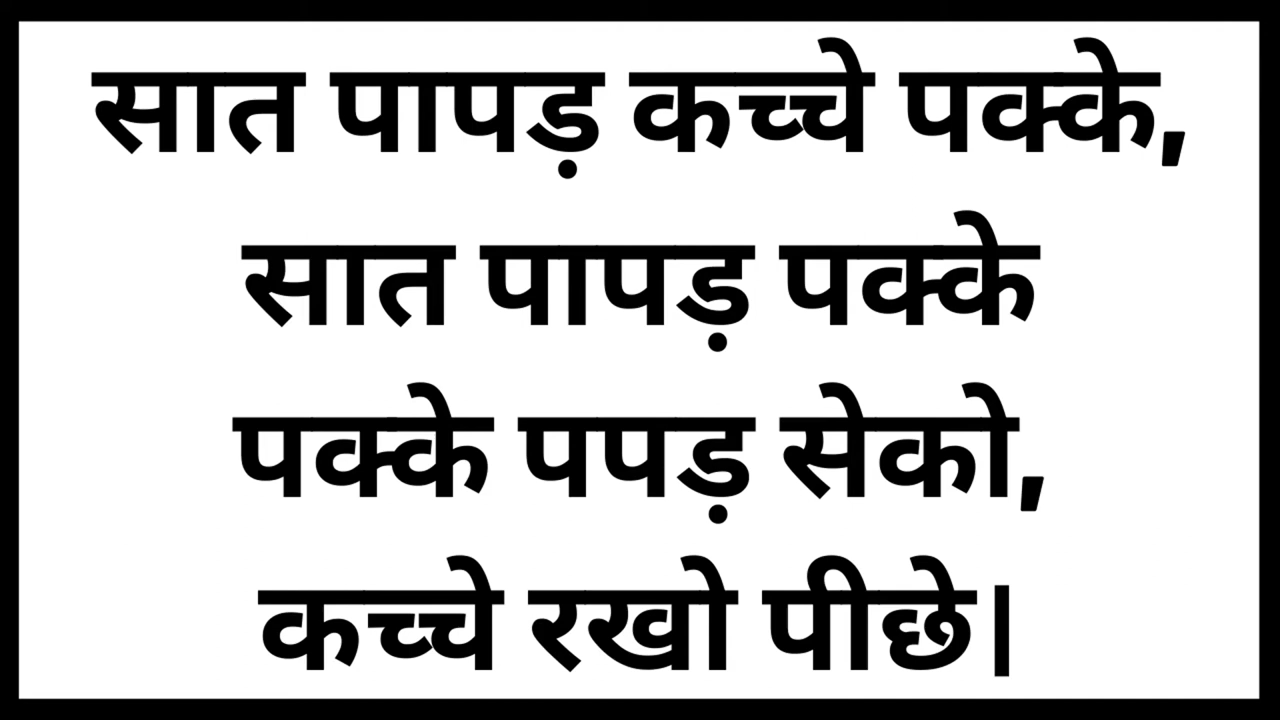 सात पापड़ कच्चे पक्के,
सात पापड़ पक्के
पक्के पपड़ सेको,
कच्चे रखो पीछे।